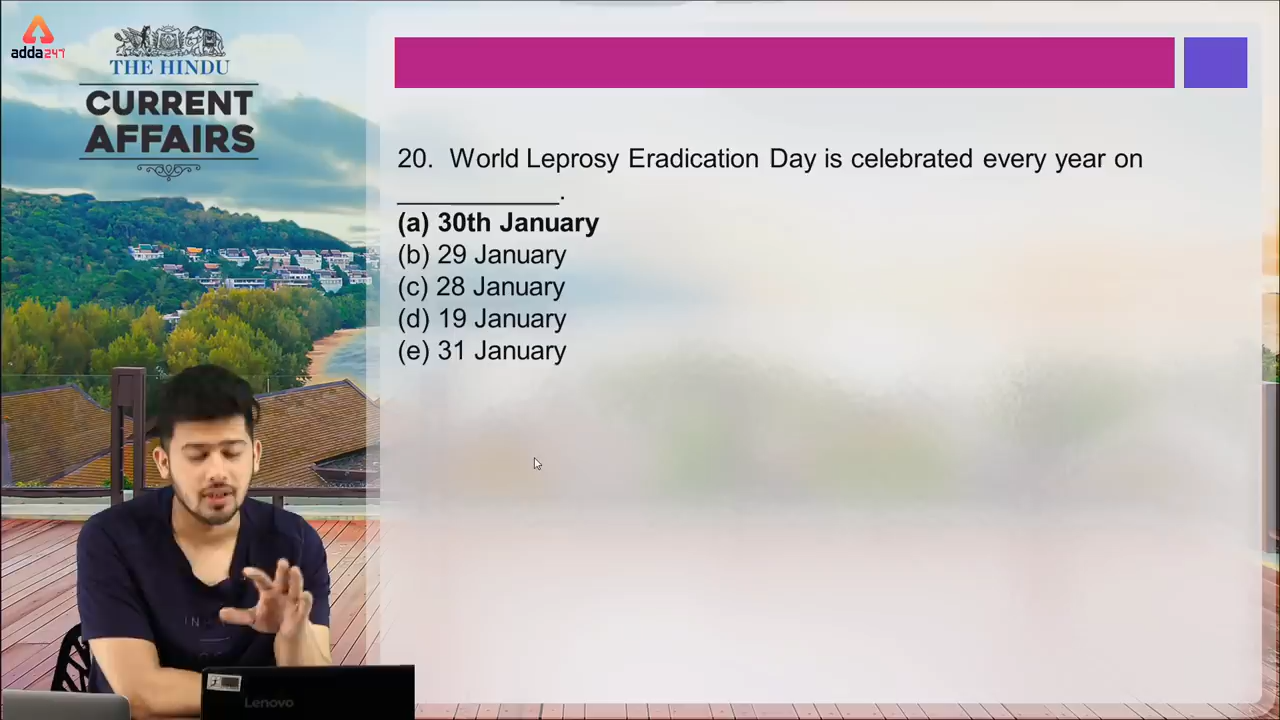 adda247
THE HINDU
CURRENT
AFFAIRS
20. World Leprosy Eradication Day is celebrated every year on
___________.
(a) 30th January
(b) 29 January
(c) 28 January
(d) 19 January
(e) 31 January
Lenovo